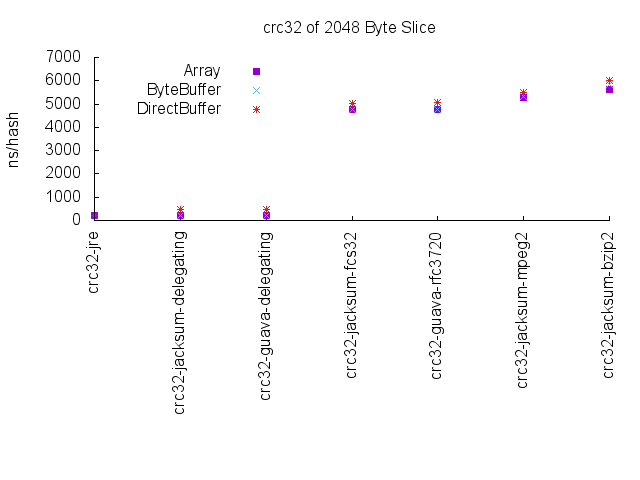 crc32 of 2048 Byte Slice
ns/hash
7000
6000
5000
4000
3000
2000
1000
0
Array
ByteBuffer
DirectBuffer
crc32-jre
crc32-jacksum-delegating
crc32-guava-delegating
crc32-jacksum-fcs32
crc32-guava-rfc3720
crc32-jacksum-mpeg2
crc32-jacksum-bzip2